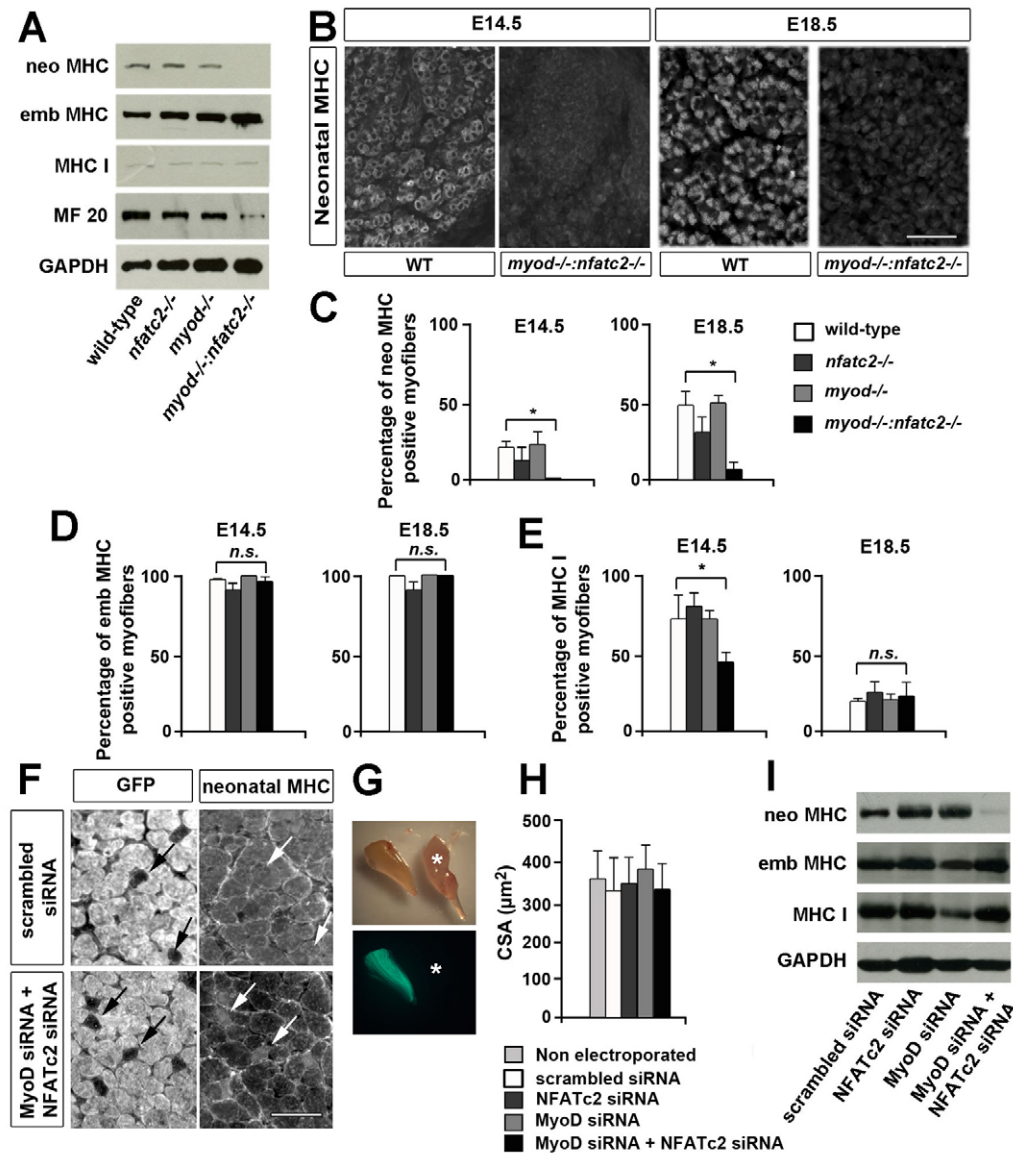 A
neo MHC
emb MHC
MHC I
MF 20
GAPDH
wild-type
nfatc2-/-
myod-/-
myod-/-:nfatc2-/-
B
E14.5
E18.5
Neonatal MHC
WT
myod-/-:nfatc2-/-
WT
myod-/-:nfatc2-/-
C
Percentage of neo MHC
positive myofibers
E14.5
100
50
0
*
E18.5
100
50
0
*
wild-type
nfatc2-/-
myod-/-
myod-/-:nfatc2-/-
D
Percentage of emb MHC
positive myofibers
E14.5
n.s.
100
50
0
E18.5
n.s.
100
50
0
E
Percentage of MHC I
positive myofibers
E14.5
*
100
50
0
E18.5
n.s.
100
50
0
F
GFP
neonatal MHC
scrambled
siRNA
MyoD siRNA +
NFATc2 siRNA
G
*
*
H
CSA (µm²)
500
400
300
200
100
0
Non electroporated
scrambled siRNA
NFATc2 siRNA
MyoD siRNA
MyoD siRNA + NFATc2 siRNA
I
neo MHC
emb MHC
MHC I
GAPDH
scrambled siRNA
NFATc2 siRNA
MyoD siRNA
MyoD siRNA +
NFATc2 siRNA